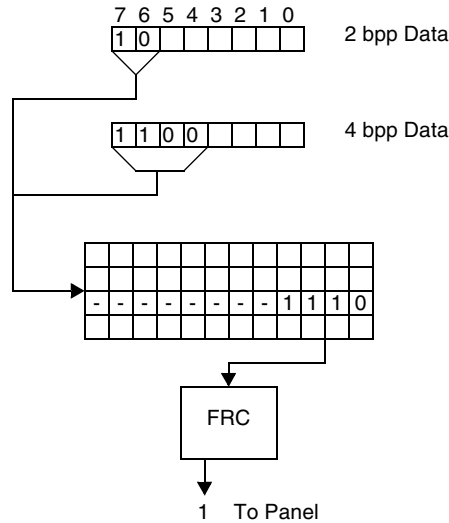 7 6 5 4 3 2 1 0
1 0 2 bpp Data
1 1 0 0 4 bpp Data
- - - - - - - - 1 1 1 0
FRC
1 To Panel